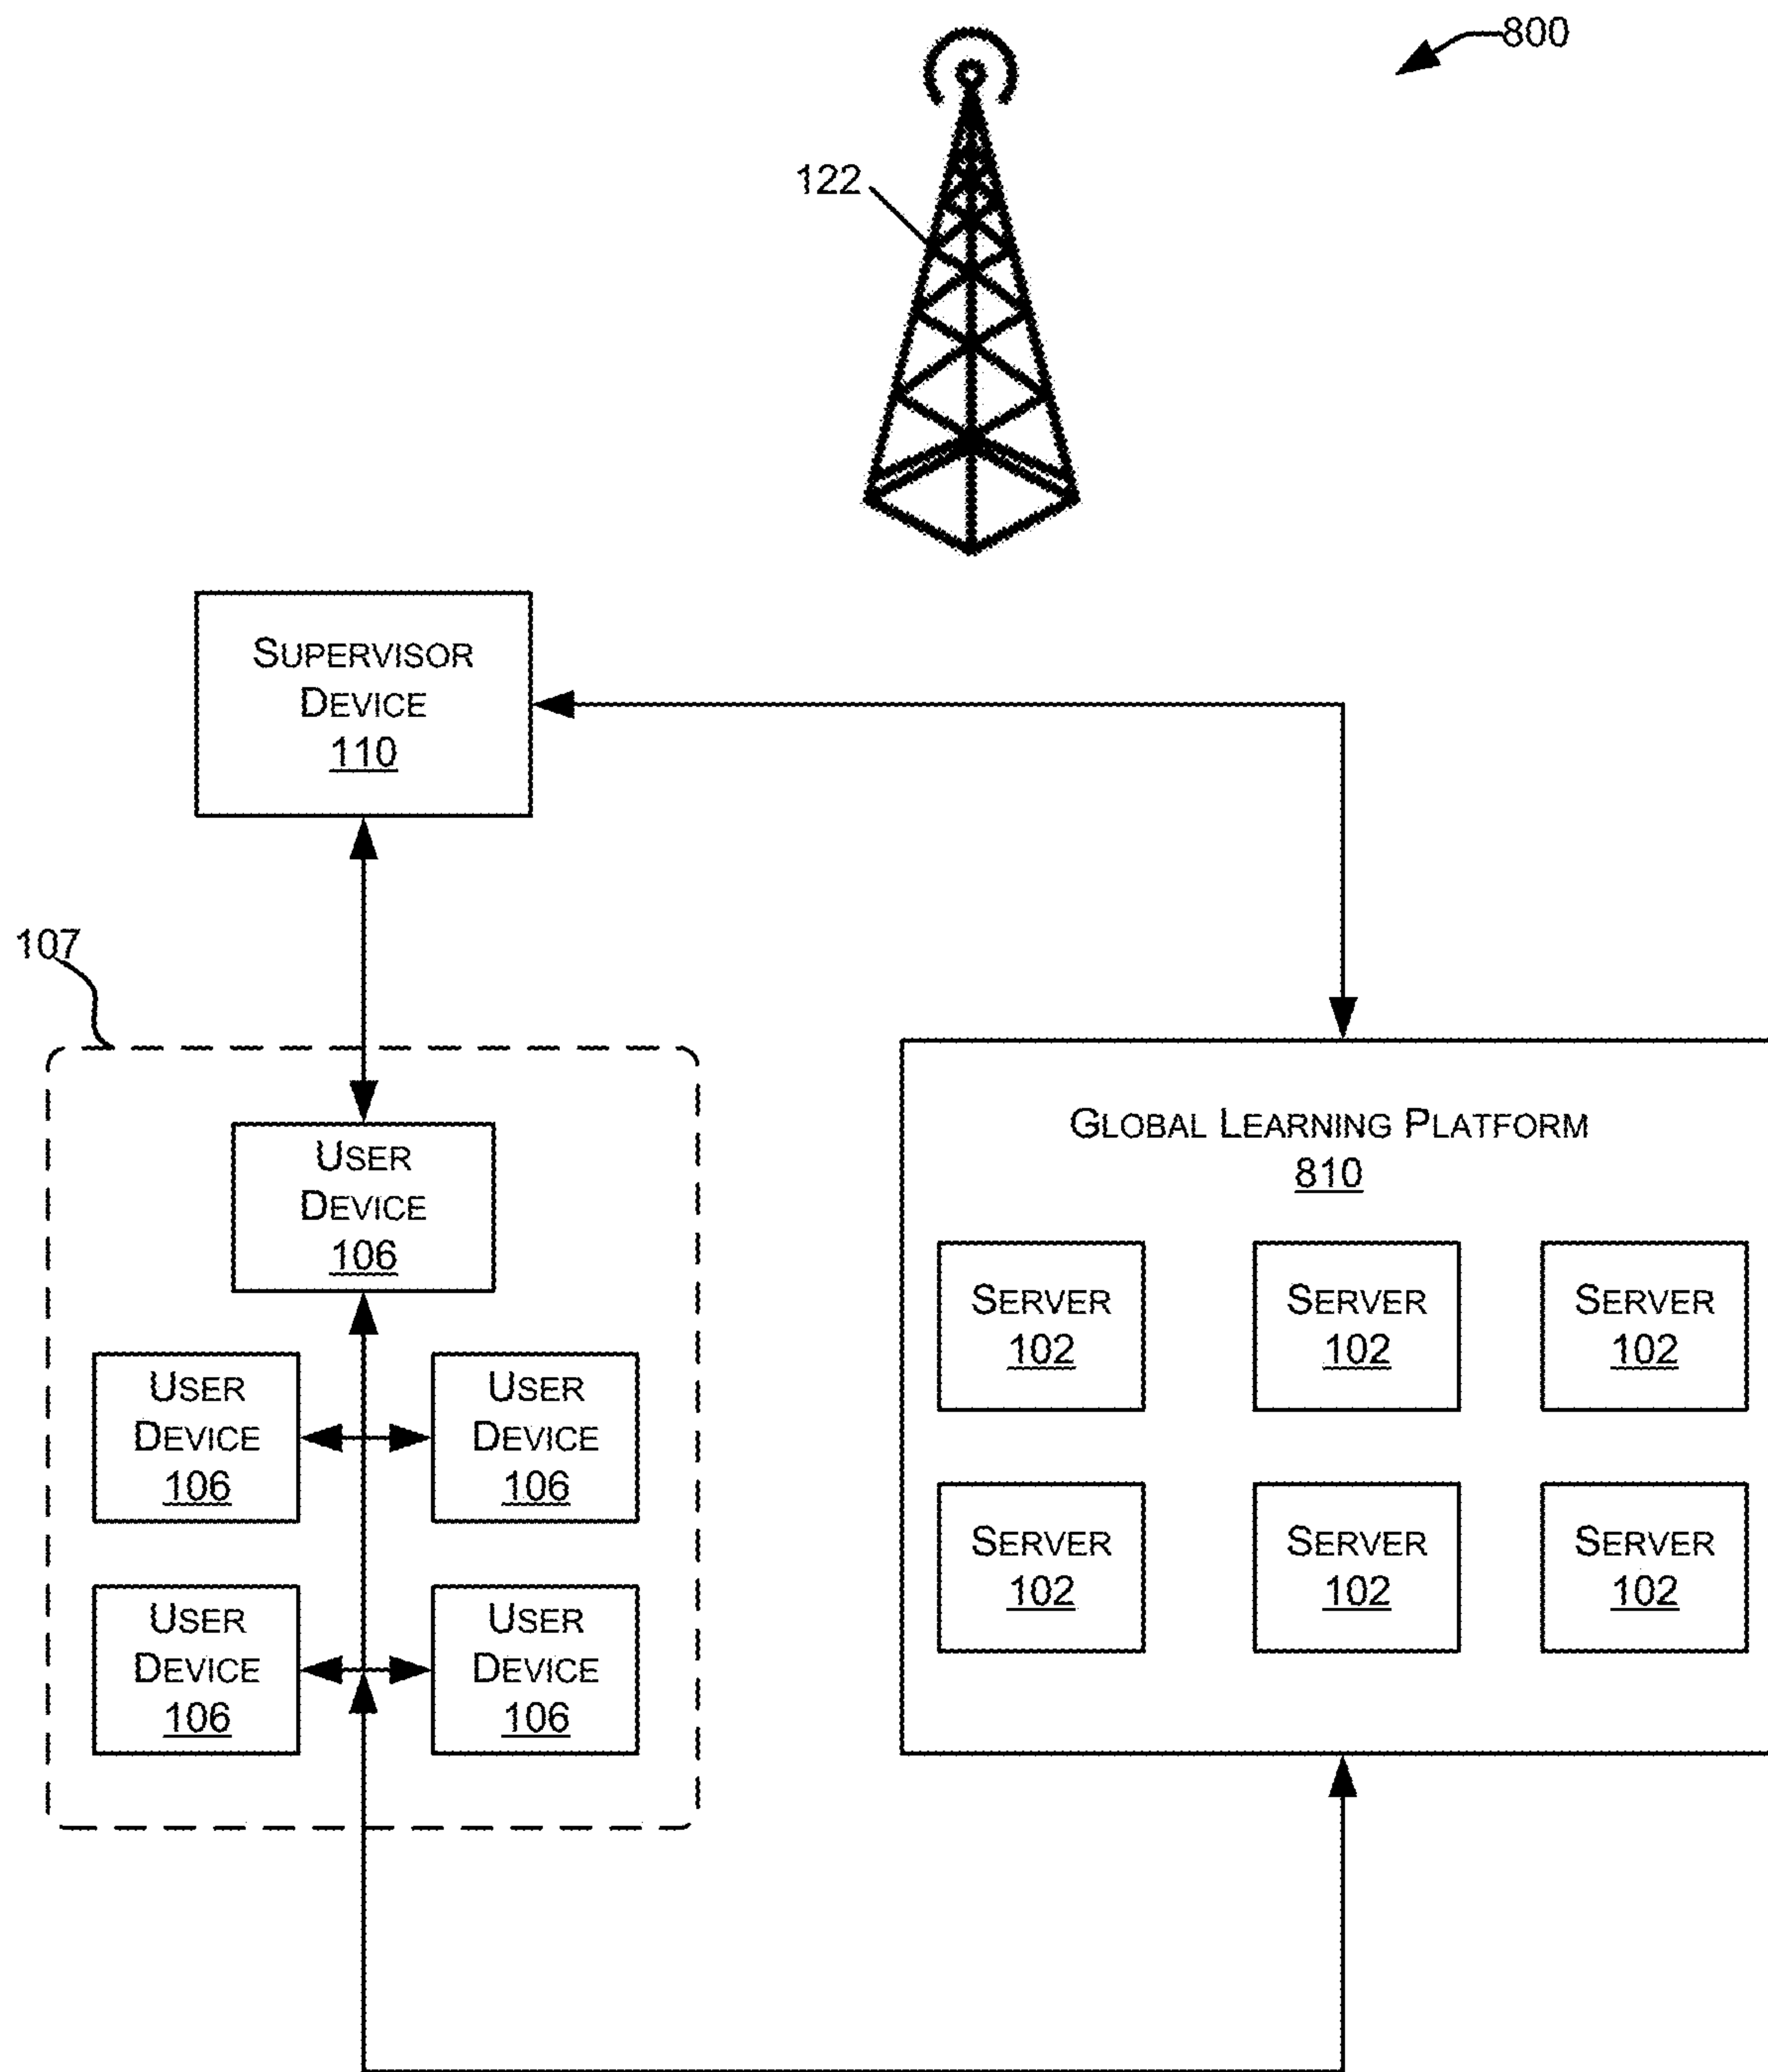 800
122
SUPERVISOR
DEVICE
110
107
USER
DEVICE
106
GLOBAL LEARNING PLATFORM
810
SERVER
102
SERVER
102
SERVER
102
USER
DEVICE
106
USER
DEVICE
106
SERVER
102
SERVER
102
SERVER
102
USER
DEVICE
106
USER
DEVICE
106